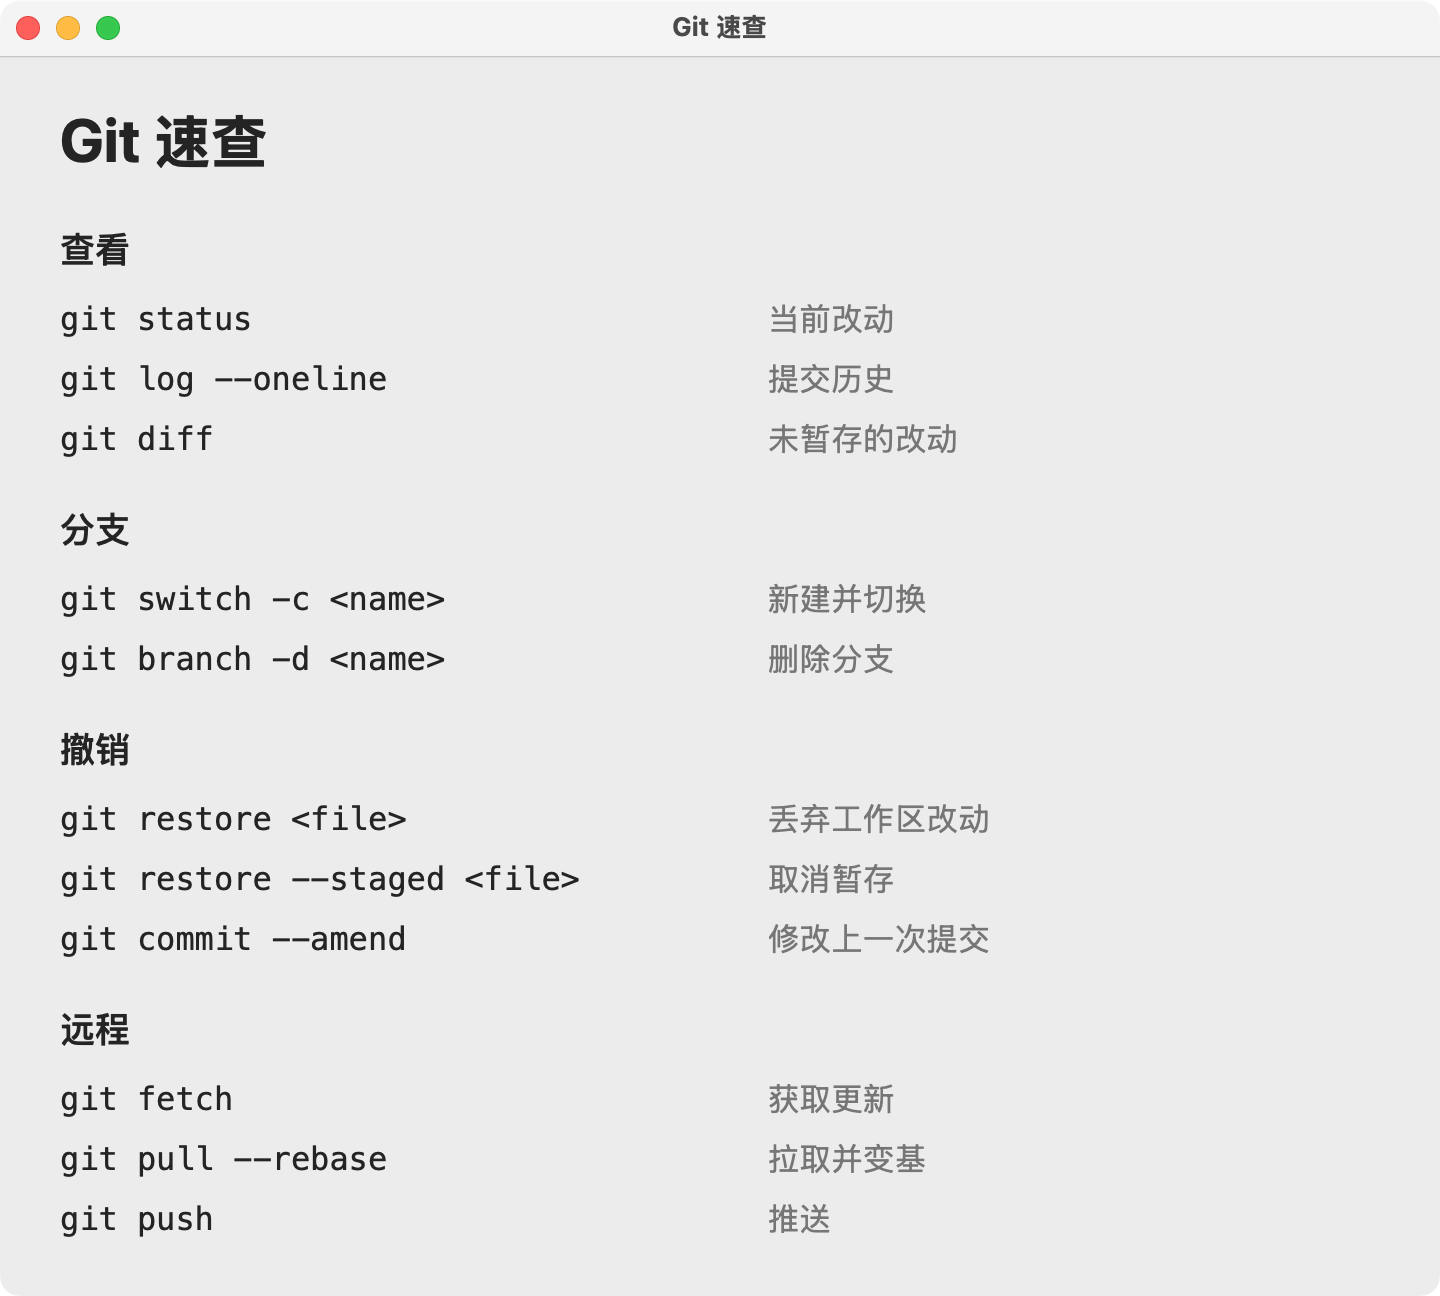 Git 速查
Git 速查
查看
git status 当前改动
git log --oneline 提交历史
git diff 未暂存的改动
分支
git switch -c <name> 新建并切换
git branch -d <name> 删除分支
撤销
git restore <file> 丢弃工作区改动
git restore --staged <file> 取消暂存
git commit --amend 修改上一次提交
远程
git fetch 获取更新
git pull --rebase 拉取并变基
git push 推送